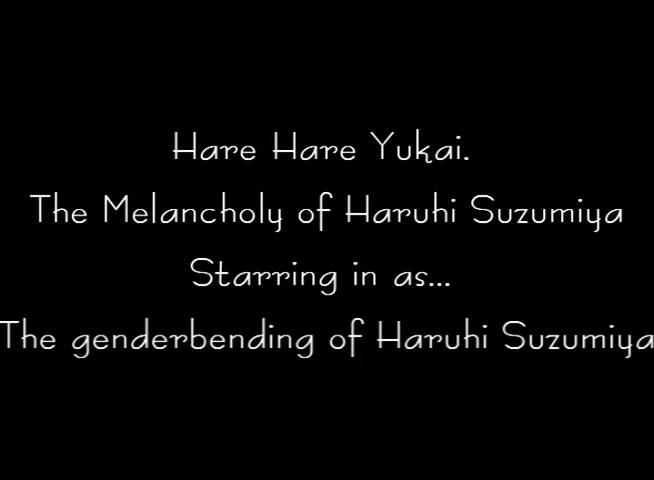 Hare Hare Yukai.
The Melancholy of Haruhi Suzumiya
Starring in as...
The genderbending of Haruhi Suzumiya